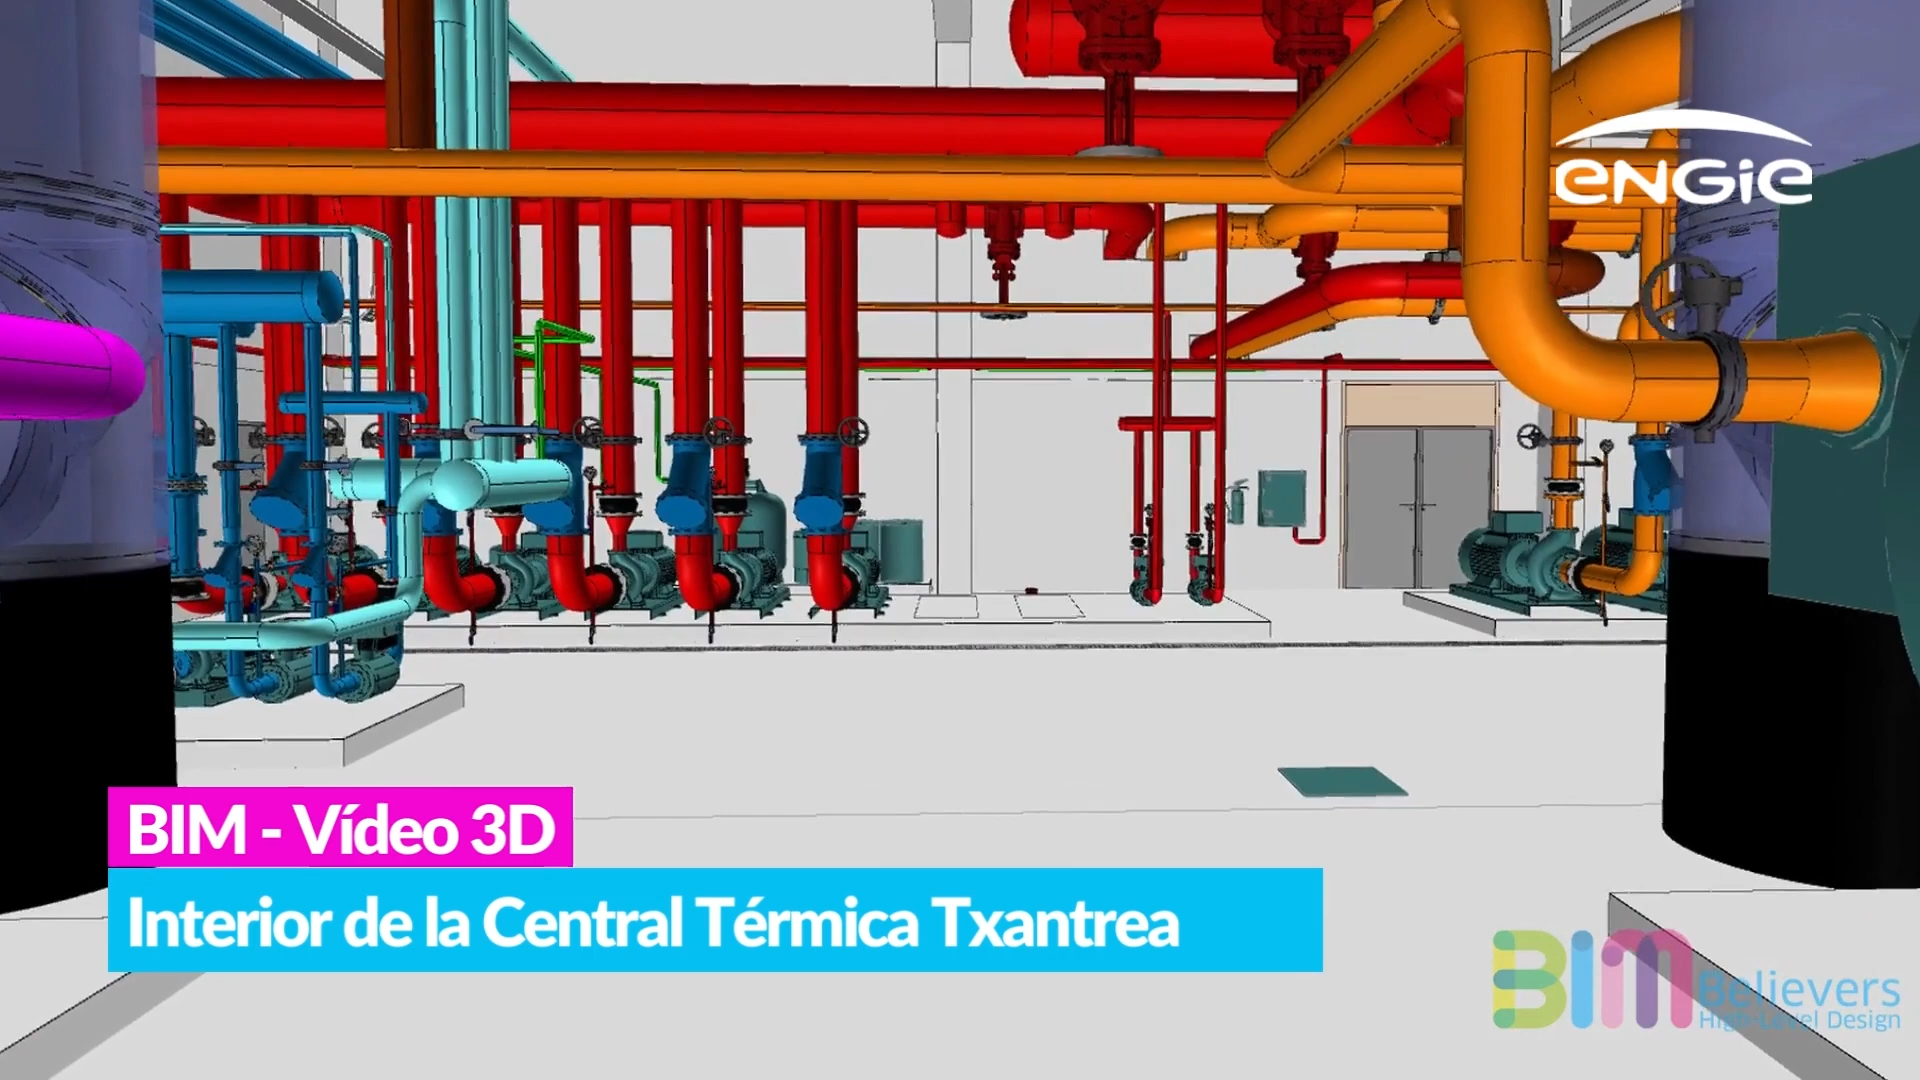 ENGIE
BIM - Vídeo 3D
Interior de la Central Térmica Txantrea
BIM Believers
High-Level Design